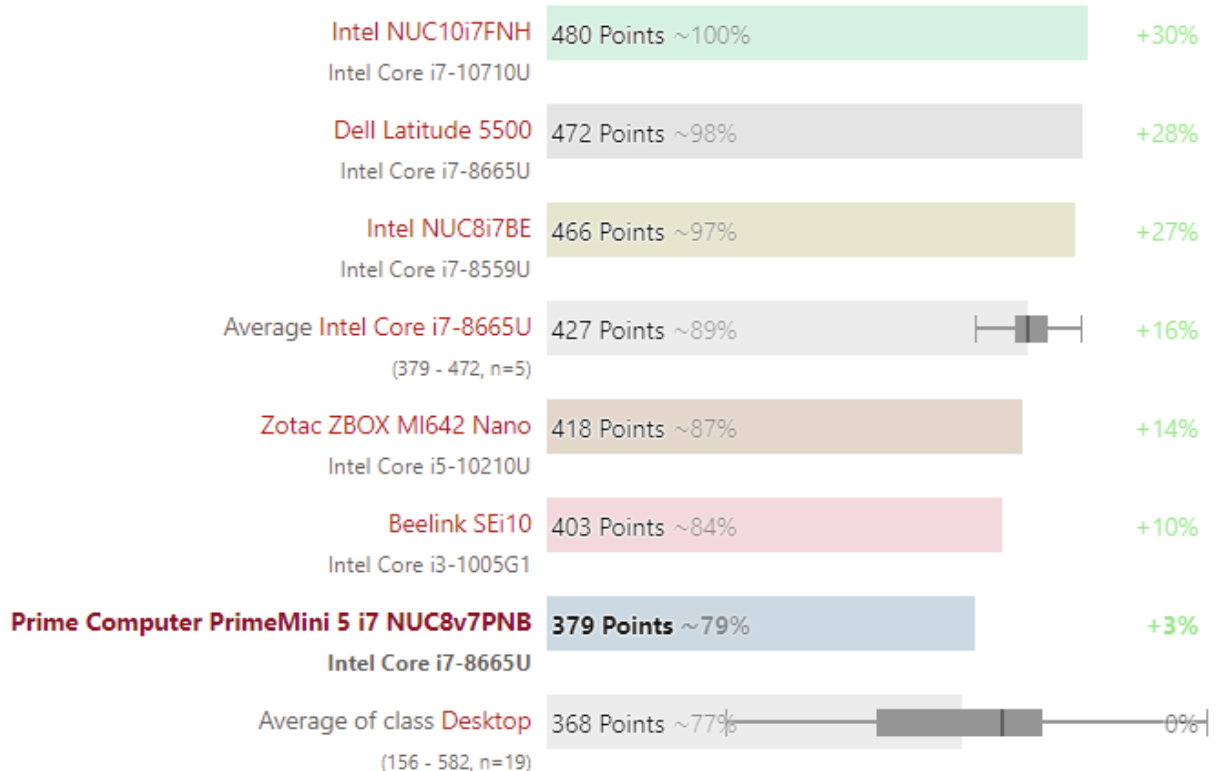 Intel NUC10i7FNH 480 Points ~100% +30%
Intel Core i7-10710U
Dell Latitude 5500 472 Points ~98% +28%
Intel Core i7-8665U
Intel NUC8i7BE 466 Points ~97% +27%
Intel Core i7-8559U
Average Intel Core i7-8665U 427 Points ~89% +16%
(379 - 472, n=5)
Zotac ZBOX MI642 Nano 418 Points ~87% +14%
Intel Core i5-10210U
Beelink SEi10 403 Points ~84% +10%
Intel Core i3-1005G1
Prime Computer PrimeMini 5 i7 NUC8v7PNB 379 Points ~79% +3%
Intel Core i7-8665U
Average of class Desktop 368 Points ~77% 0%
(156 - 582, n=19)